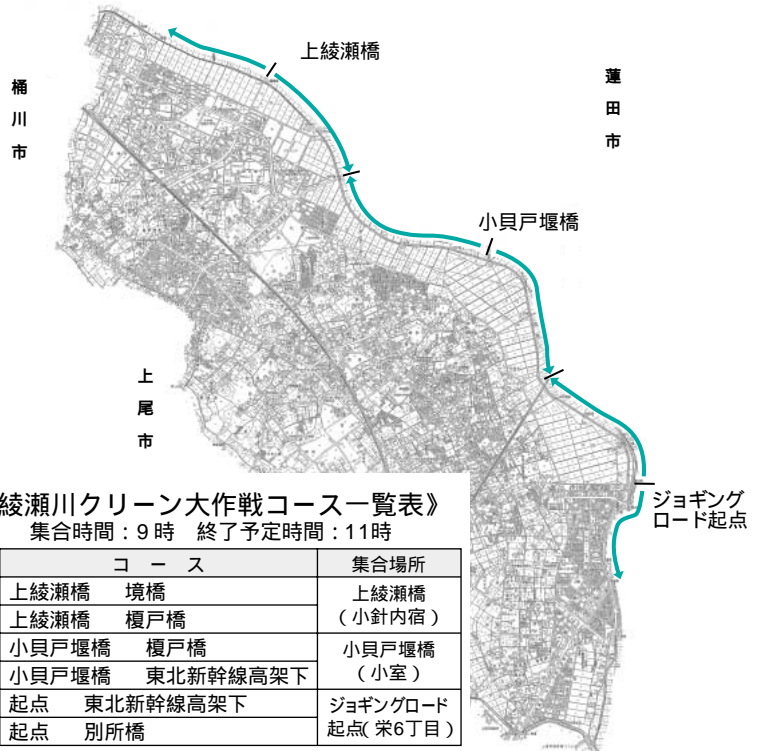 上綾瀬橋
桶川市
蓮田市
小貝戸堰橋
上尾市
ジョギング
ロード起点
綾瀬川クリーン大作戦コース一覧表》
集合時間：9時　終了予定時間：11時
コース　集合場所
上綾瀬橋　境橋
上綾瀬橋　榎戸橋
上綾瀬橋
（小針内宿）
小貝戸堰橋　榎戸橋
小貝戸堰橋　東北新幹線高架下
小貝戸堰橋
（小室）
起点　東北新幹線高架下
起点　別所橋
ジョギングロード
起点（栄6丁目）